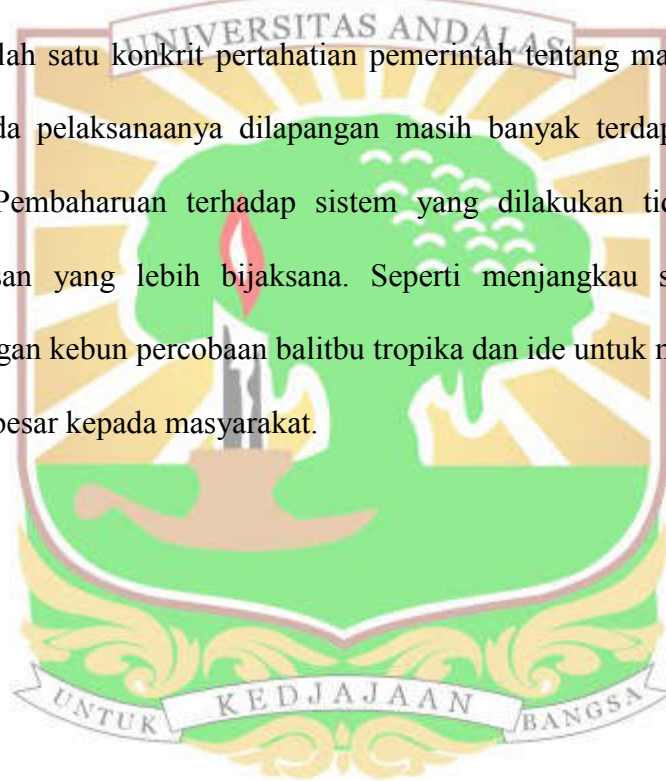 UNIVERSITAS ANDALAS
lah satu konkrit pertahatian pemerintah tentang ma
da pelaksanaanya dilapangan masih banyak terdap
Pembaharuan terhadap sistem yang dilakukan tid
san yang lebih bijaksana. Seperti menjangkau s
gan kebun percobaan balitbu tropika dan ide untuk m
besar kepada masyarakat.
UNTUK KEDJAJAAN BANGSA